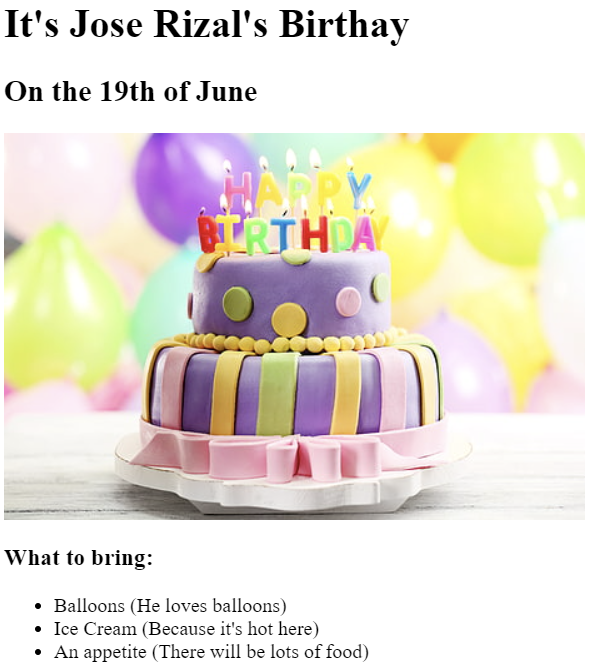 It's Jose Rizal's Birthay
On the 19th of June
HAPPY
BIRTHDAY
What to bring:
Balloons (He loves balloons)
Ice Cream (Because it's hot here)
An appetite (There will be lots of food)